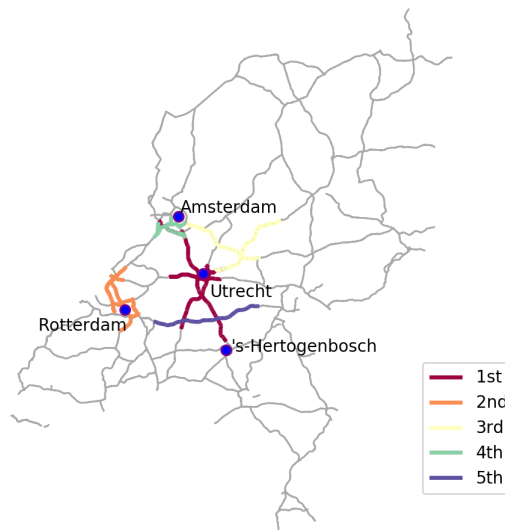 Amsterdam
Utrecht
Rotterdam
's-Hertogenbosch
1st
2nd
3rd
4th
5th